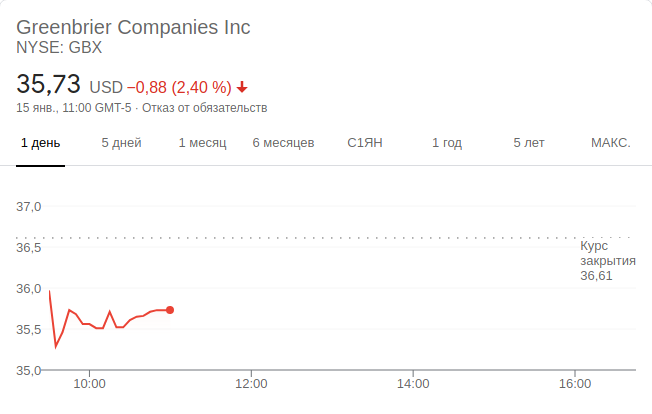 Greenbrier Companies Inc
NYSE: GBX
35,73 USD −0,88 (2,40 %)
15 янв., 11:00 GMT-5 · Отказ от обязательств
1 день 5 дней 1 месяц 6 месяцев С1ЯН 1 год 5 лет МАКС.
37,0
36,5
Курс
закрытия
36,61
36,0
35,5
35,0
10:00 12:00 14:00 16:00